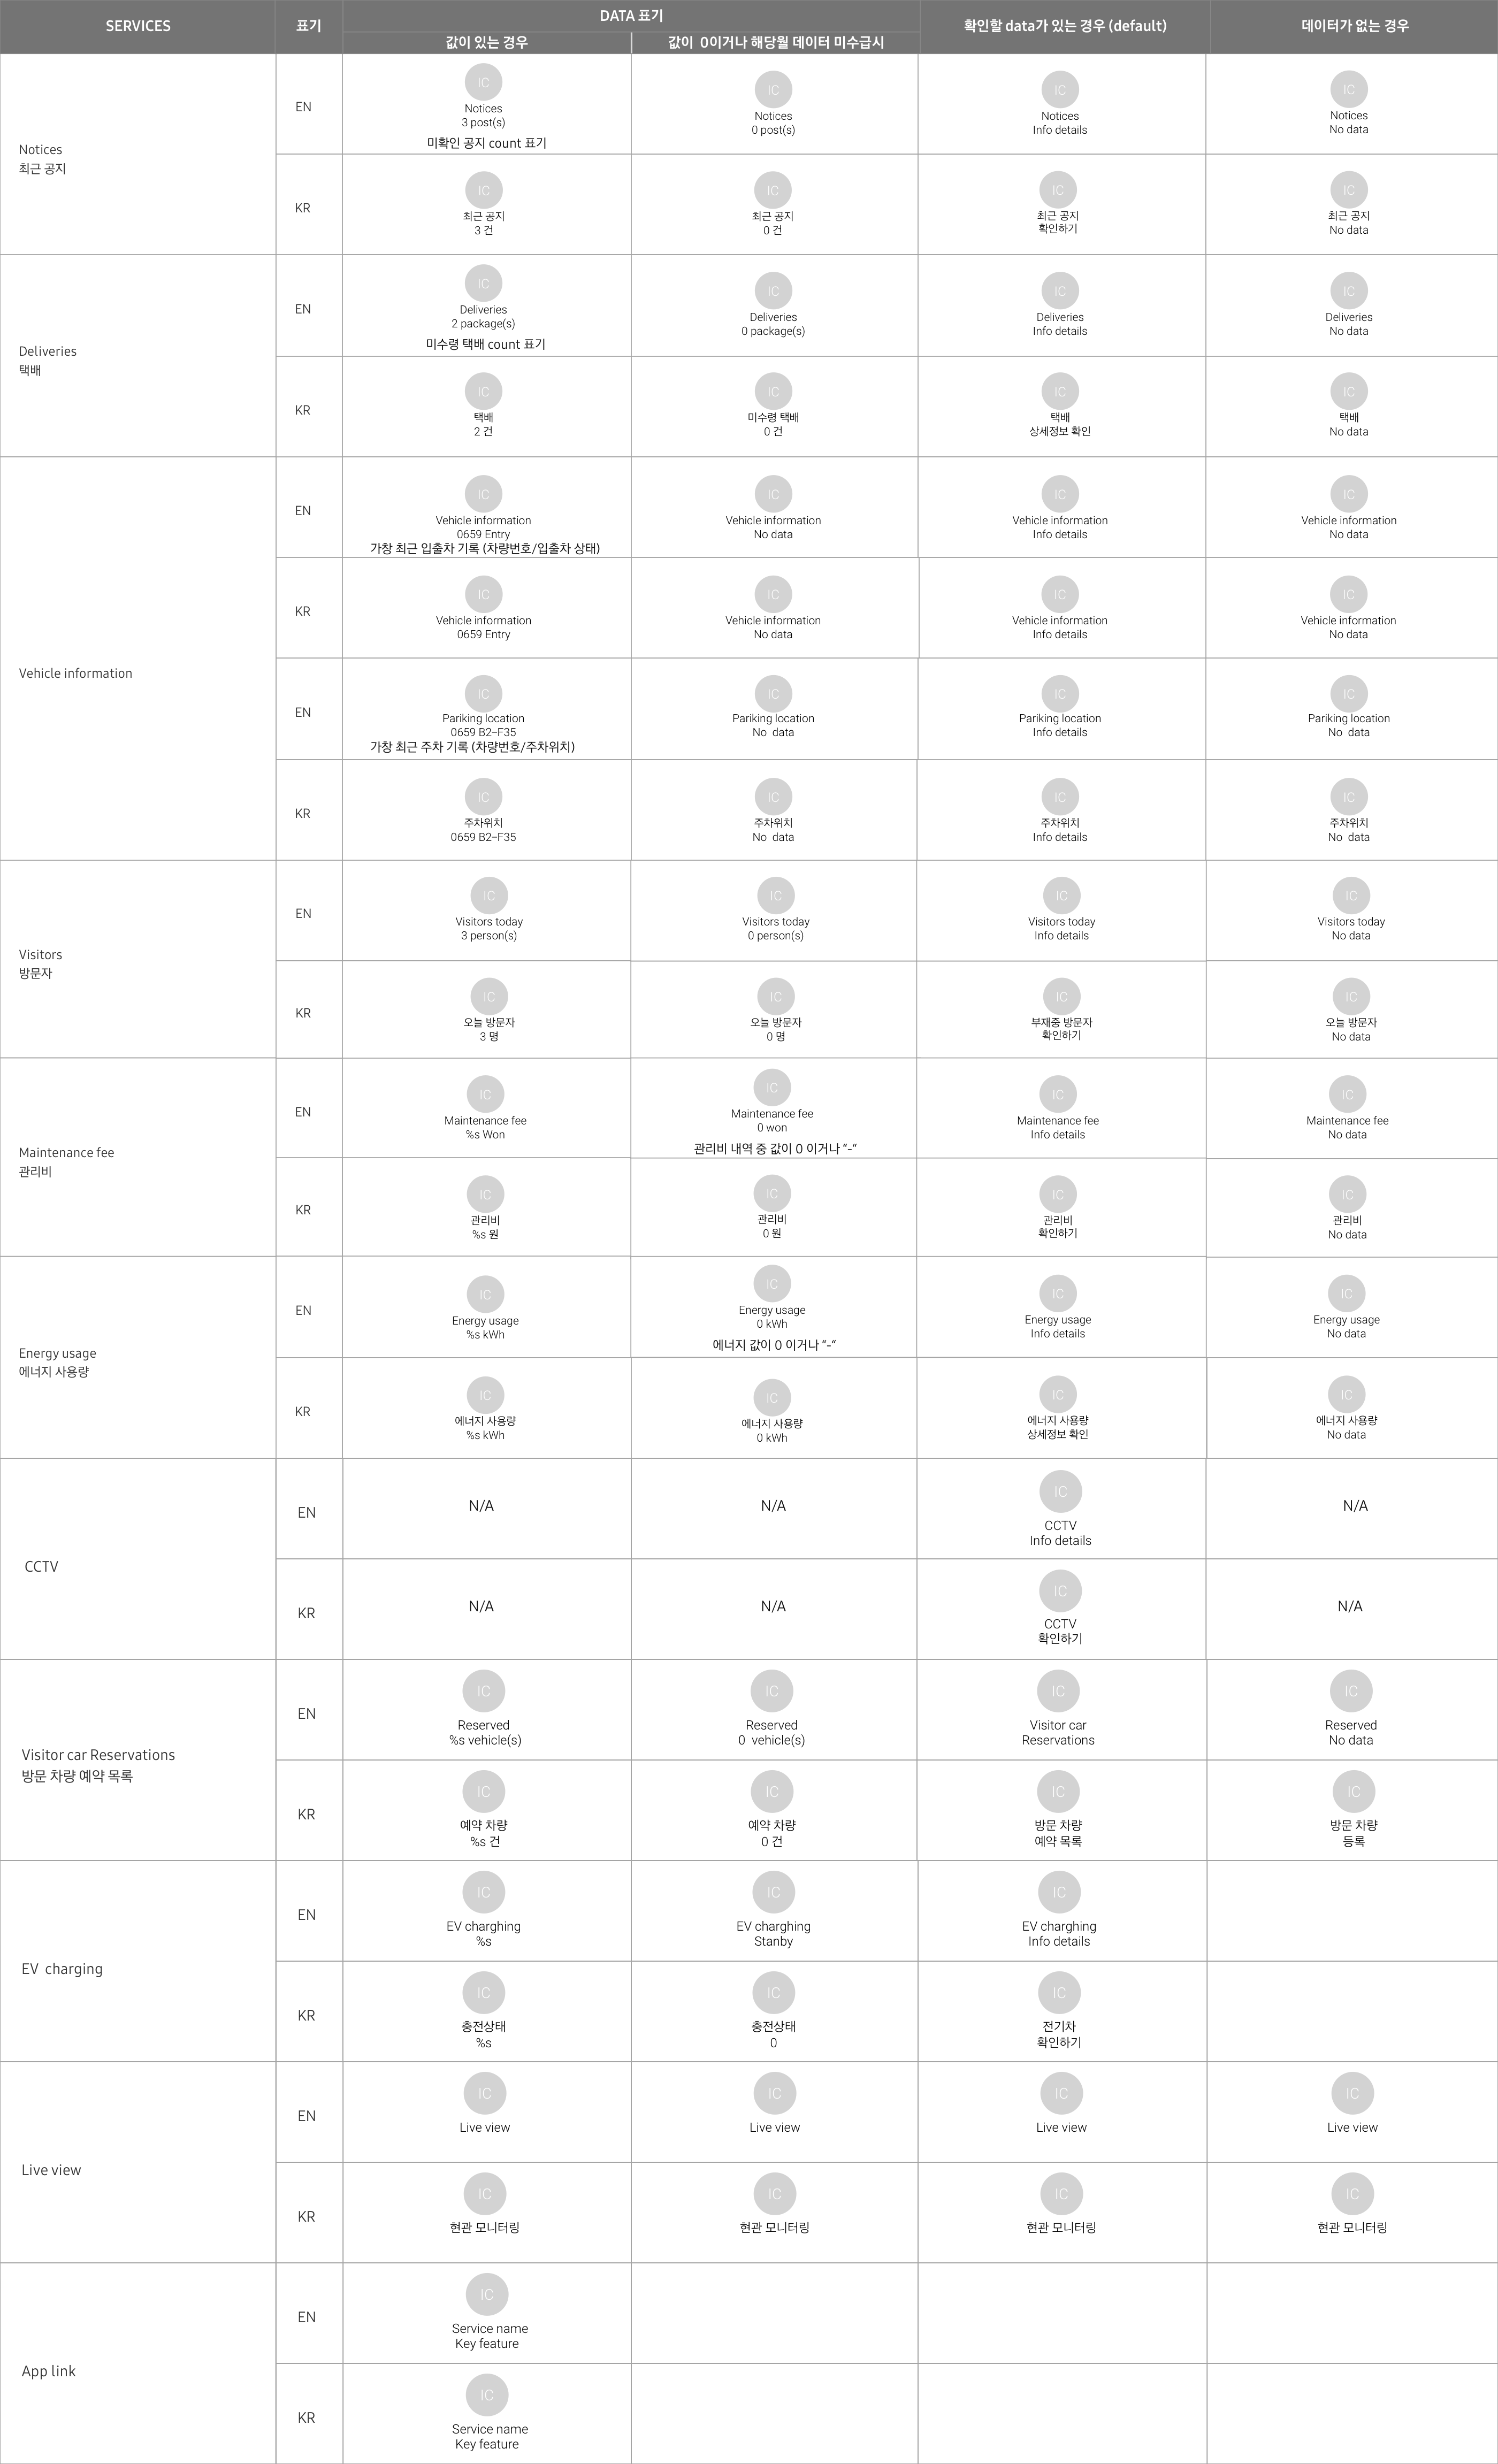 SERVICES
표기
DATA 표기
확인할 data가 있는 경우 (default)
데이터가 없는 경우
값이 있는 경우
값이 0이거나 해당월 데이터 미수급시
Notices
최근 공지
EN
IC
Notices
3 post(s)
미확인 공지 count 표기
IC
Notices
0 post(s)
IC
Notices
Info details
IC
Notices
No data
KR
IC
최근 공지
3 건
IC
최근 공지
0 건
IC
최근 공지
확인하기
IC
최근 공지
No data
Deliveries
택배
EN
IC
Deliveries
2 package(s)
미수령 택배 count 표기
IC
Deliveries
0 package(s)
IC
Deliveries
Info details
IC
Deliveries
No data
KR
IC
택배
2 건
IC
미수령 택배
0 건
IC
택배
상세정보 확인
IC
택배
No data
Vehicle information
EN
IC
Vehicle information
0659 Entry
가창 최근 입출차 기록 (차량번호/입출차 상태)
IC
Vehicle information
No data
IC
Vehicle information
Info details
IC
Vehicle information
No data
KR
IC
Vehicle information
0659 Entry
IC
Vehicle information
No data
IC
Vehicle information
Info details
IC
Vehicle information
No data
EN
IC
Pariking location
0659 B2-F35
가창 최근 주차 기록 (차량번호/주차위치)
IC
Pariking location
No data
IC
Pariking location
Info details
IC
Pariking location
No data
KR
IC
주차위치
0659 B2-F35
IC
주차위치
No data
IC
주차위치
Info details
IC
주차위치
No data
Visitors
방문자
EN
IC
Visitors today
3 person(s)
IC
Visitors today
0 person(s)
IC
Visitors today
Info details
IC
Visitors today
No data
KR
IC
오늘 방문자
3 명
IC
오늘 방문자
0 명
IC
부재중 방문자
확인하기
IC
오늘 방문자
No data
Maintenance fee
관리비
EN
IC
Maintenance fee
%s Won
IC
Maintenance fee
0 won
관리비 내역 중 값이 0 이거나 “-“
IC
Maintenance fee
Info details
IC
Maintenance fee
No data
KR
IC
관리비
%s 원
IC
관리비
0 원
IC
관리비
확인하기
IC
관리비
No data
Energy usage
에너지 사용량
EN
IC
Energy usage
%s kWh
IC
Energy usage
0 kWh
에너지 값이 0 이거나 “-“
IC
Energy usage
Info details
IC
Energy usage
No data
KR
IC
에너지 사용량
%s kWh
IC
에너지 사용량
0 kWh
IC
에너지 사용량
상세정보 확인
IC
에너지 사용량
No data
CCTV
EN
N/A
N/A
IC
CCTV
Info details
N/A
KR
N/A
N/A
IC
CCTV
확인하기
N/A
Visitor car Reservations
방문 차량 예약 목록
EN
IC
Reserved
%s vehicle(s)
IC
Reserved
0 vehicle(s)
IC
Visitor car
Reservations
IC
Reserved
No data
KR
IC
예약 차량
%s 건
IC
예약 차량
0 건
IC
방문 차량
예약 목록
IC
방문 차량
등록
EV charging
EN
IC
EV charghing
%s
IC
EV charghing
Stanby
IC
EV charghing
Info details
KR
IC
충전상태
%s
IC
충전상태
0
IC
전기차
확인하기
Live view
EN
IC
Live view
IC
Live view
IC
Live view
IC
Live view
KR
IC
현관 모니터링
IC
현관 모니터링
IC
현관 모니터링
IC
현관 모니터링
App link
EN
IC
Service name
Key feature
KR
IC
Service name
Key feature